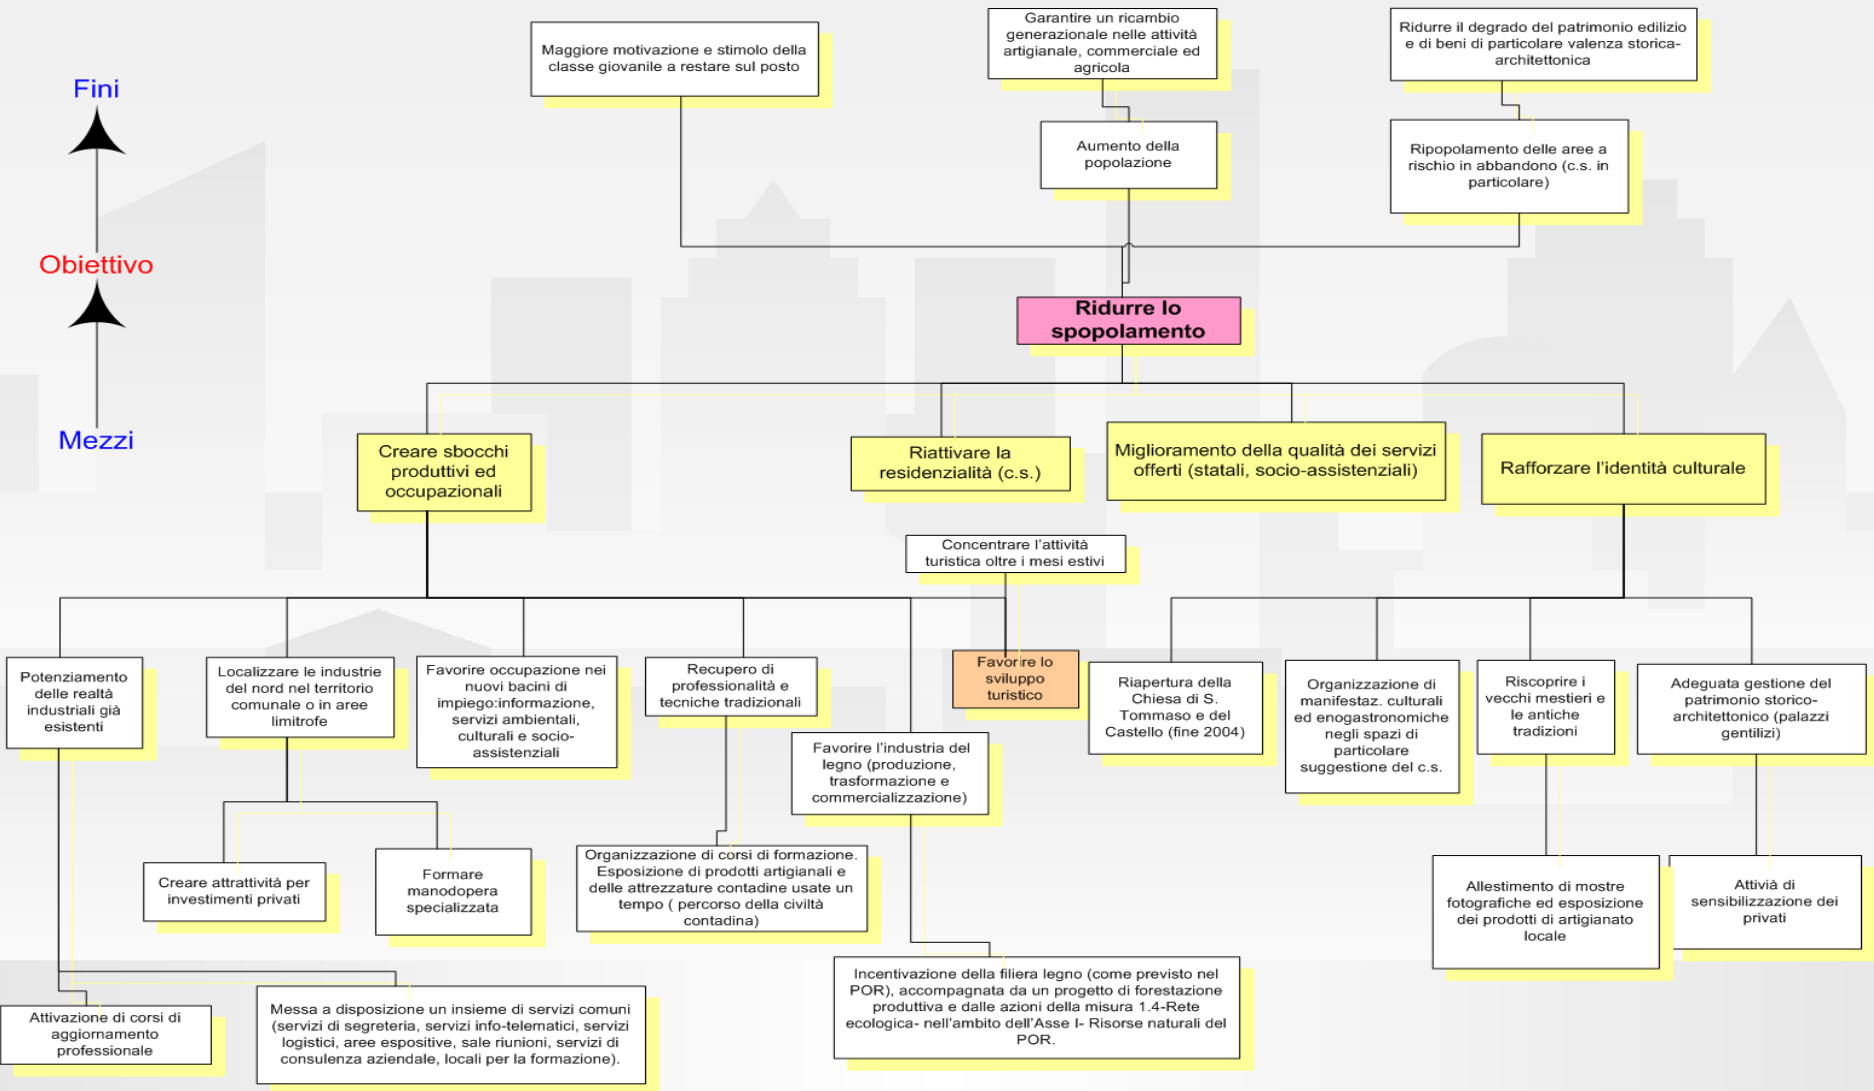 Fini
Obiettivo
Mezzi
Maggiore motivazione e stimolo della
classe giovanile a restare sul posto
Garantire un ricambio
generazionale nelle attività
artigianale, commerciale ed
agricola
Ridurre il degrado del patrimonio edilizio
e di beni di particolare valenza storica-
architettonica
Aumento della
popolazione
Ripopolamento delle aree a
rischio in abbandono (c.s. in
particolare)
Ridurre lo
spopolamento
Creare sbocchi
produttivi ed
occupazionali
Riattivare la
residenzialità (c.s.)
Miglioramento della qualità dei servizi
offerti (statali, socio-assistenziali)
Rafforzare l'identità culturale
Concentrare l'attività
turistica oltre i mesi estivi
Potenziamento
delle realtà
industriali già
esistenti
Localizzare le industrie
del nord nel territorio
comunale o in aree
limitrofe
Favorire occupazione nei
nuovi bacini di
impiego:informazione,
servizi ambientali,
culturali e socio-
assistenziali
Recupero di
professionalità e
tecniche tradizionali
Favorire l'industria del
legno (produzione,
trasformazione e
commercializzazione)
Favorire lo
sviluppo
turistico
Riapertura della
Chiesa di S.
Tommaso e del
Castello (fine 2004)
Organizzazione di
manifestaz. culturali
ed enogastronomiche
negli spazi di
particolare
suggestione del c.s.
Riscoprire i
vecchi mestieri e
le antiche
tradizioni
Adeguata gestione del
patrimonio storico-
architettonico (palazzi
gentilizi)
Creare attrattività per
investimenti privati
Formare
manodopera
specializzata
Organizzazione di corsi di formazione.
Esposizione di prodotti artigianali e
delle attrezzature contadine usate un
tempo ( percorso della civiltà
contadina)
Allestimento di mostre
fotografiche ed esposizione
dei prodotti di artigianato
locale
Attivià di
sensibilizzazione dei
privati
Attivazione di corsi di
aggiornamento
professionale
Messa a disposizione un insieme di servizi comuni
(servizi di segreteria, servizi info-telematici, servizi
logistici, aree espositive, sale riunioni, servizi di
consulenza aziendale, locali per la formazione).
Incentivazione della filiera legno (come previsto nel
POR), accompagnata da un progetto di forestazione
produttiva e dalle azioni della misura 1.4-Rete
ecologica- nell'ambito dell'Asse I- Risorse naturali del
POR.